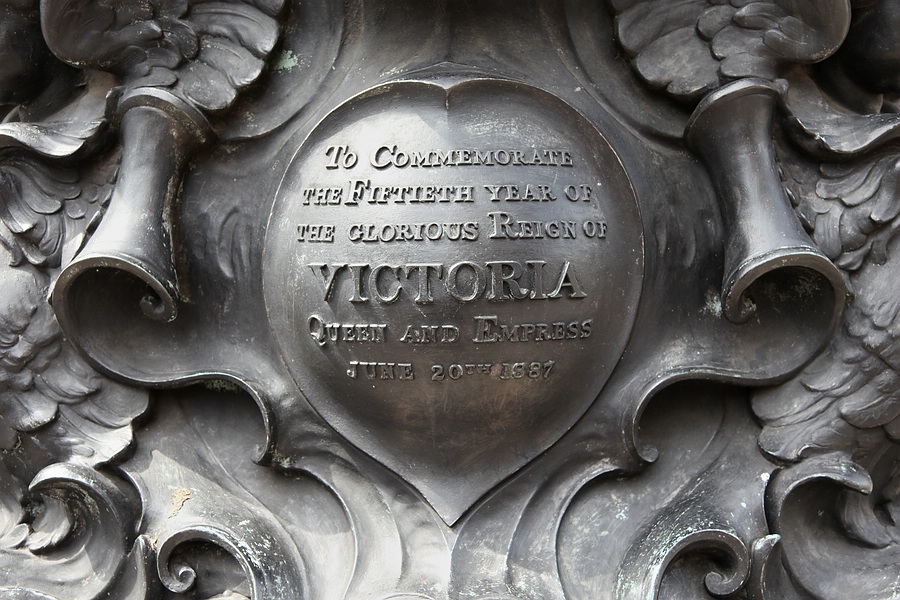 To Commemorate
the Fiftieth year of
the glorious Reign of
VICTORIA
Queen and Empress
June 20th 1887